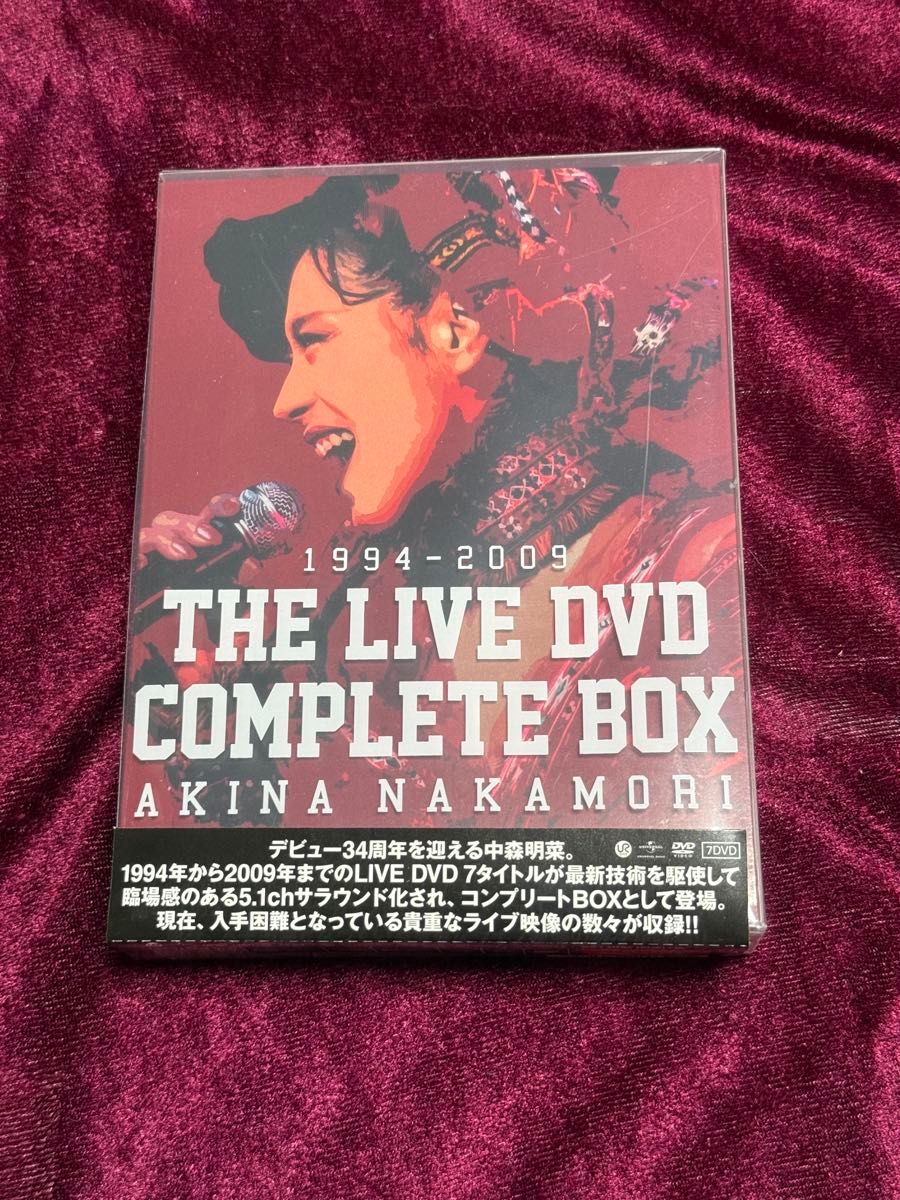 1994-2009
THE LIVE DVD
COMPLETE BOX
AKINA NAKAMORI
デビュー34周年を迎える中森明菜。
UR UNIVERSAL DVD VIDEO 7DVD
1994年から2009年までのLIVE DVD 7タイトルが最新技術を駆使して
臨場感のある5.1chサラウンド化され、コンプリートBOXとして登場。
現在、入手困難となっている貴重なライブ映像の数々が収録!!